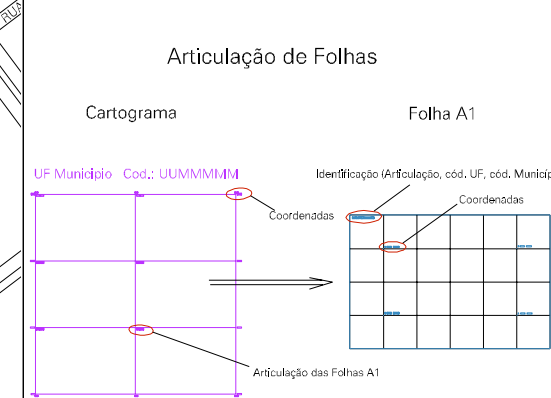 RUA
Articulação de Folhas
Cartograma
Folha A1
UF Municipio Cod.: UUMMMMM
Identificação (Articulação, cód. UF, cód. Municíp
Coordenadas
Coordenadas
Articulação das Folhas A1